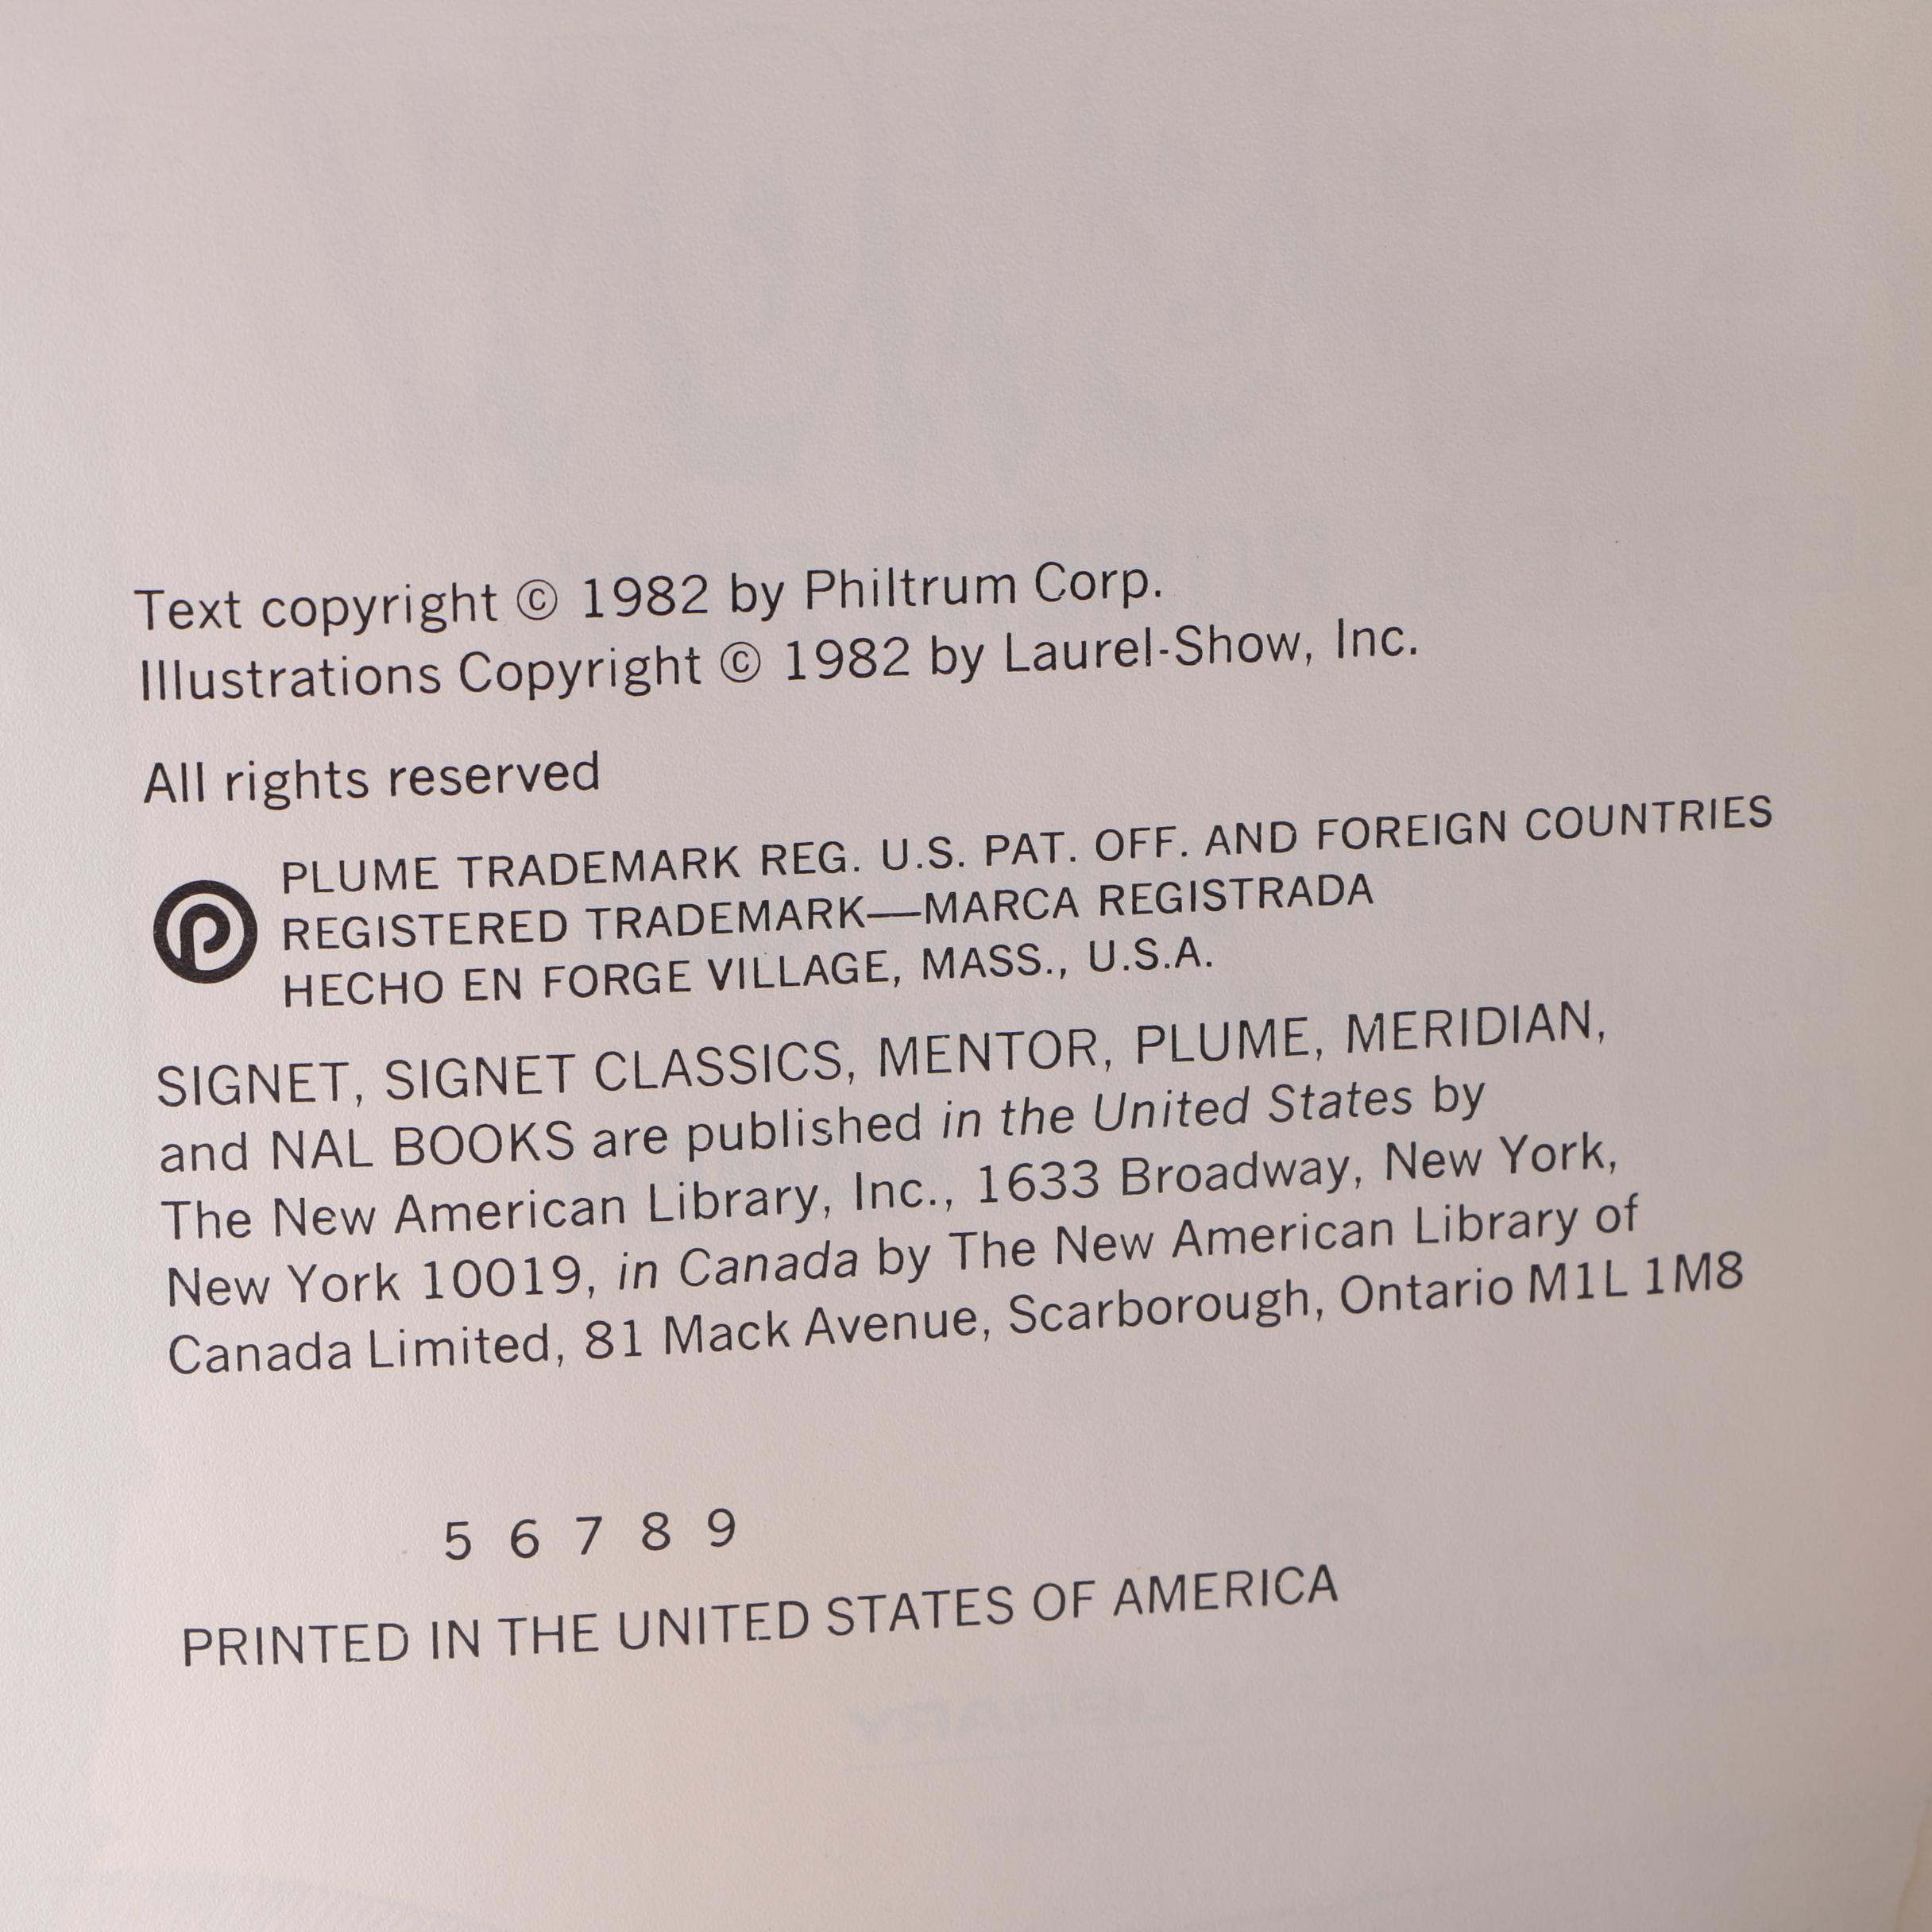 Text copyright © 1982 by Philtrum Corp.
Illustrations Copyright © 1982 by Laurel-Show, Inc.
All rights reserved
PLUME TRADEMARK REG. U.S. PAT. OFF. AND FOREIGN COUNTRIES
REGISTERED TRADEMARK—MARCA REGISTRADA
HECHO EN FORGE VILLAGE, MASS., U.S.A.
SIGNET, SIGNET CLASSICS, MENTOR, PLUME, MERIDIAN,
and NAL BOOKS are published in the United States by
The New American Library, Inc., 1633 Broadway, New York,
New York 10019, in Canada by The New American Library of
Canada Limited, 81 Mack Avenue, Scarborough, Ontario M1L 1M8
5 6 7 8 9
PRINTED IN THE UNITED STATES OF AMERICA